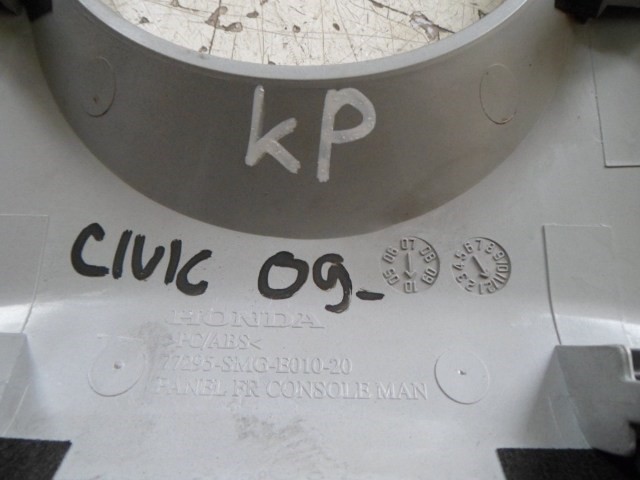 kP
CIVIC 09-
HONDA
>PC/ABS<
77295-SMG-E010-20
PANEL FR CONSOLE MAN